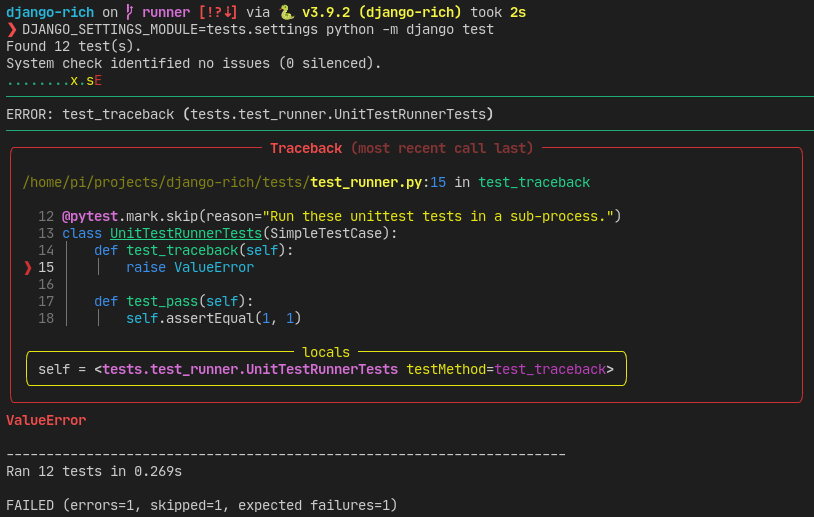 django-rich on runner [!?⇣] via 🐍 v3.9.2 (django-rich) took 2s
❯ DJANGO_SETTINGS_MODULE=tests.settings python -m django test
Found 12 test(s).
System check identified no issues (0 silenced).
........x.sE
ERROR: test_traceback (tests.test_runner.UnitTestRunnerTests)
Traceback (most recent call last)
/home/pi/projects/django-rich/tests/test_runner.py:15 in test_traceback
12 @pytest.mark.skip(reason="Run these unittest tests in a sub-process.")
13 class UnitTestRunnerTests(SimpleTestCase):
14 def test_traceback(self):
❱ 15 raise ValueError
16
17 def test_pass(self):
18 self.assertEqual(1, 1)
locals
self = <tests.test_runner.UnitTestRunnerTests testMethod=test_traceback>
ValueError
----------------------------------------------------------------------
Ran 12 tests in 0.269s
FAILED (errors=1, skipped=1, expected failures=1)